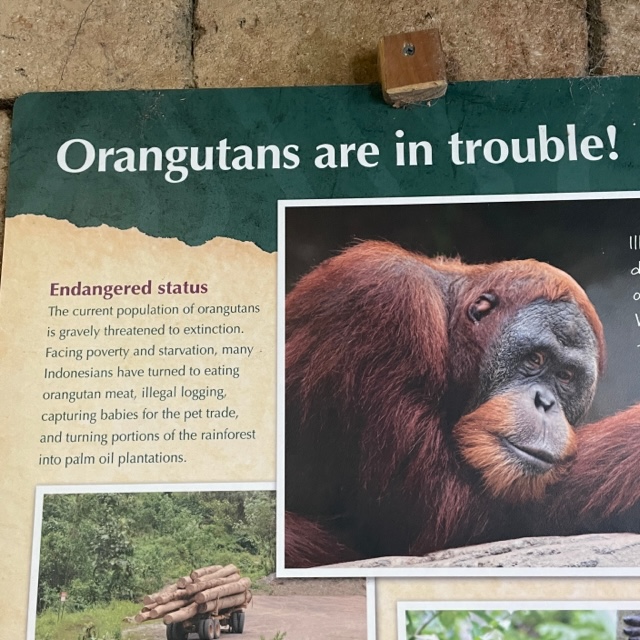 Orangutans are in trouble!
Endangered status
The current population of orangutans
is gravely threatened to extinction.
Facing poverty and starvation, many
Indonesians have turned to eating
orangutan meat, illegal logging,
capturing babies for the pet trade,
and turning portions of the rainforest
into palm oil plantations.